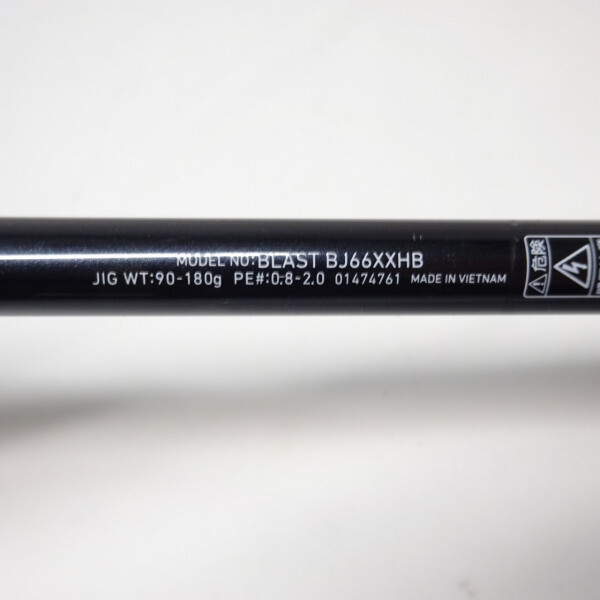 MODEL NO:BLAST BJ66XXHB
JIG WT:90-180g PE#:0.8-2.0 01474761 MADE IN VIETNAM
危険